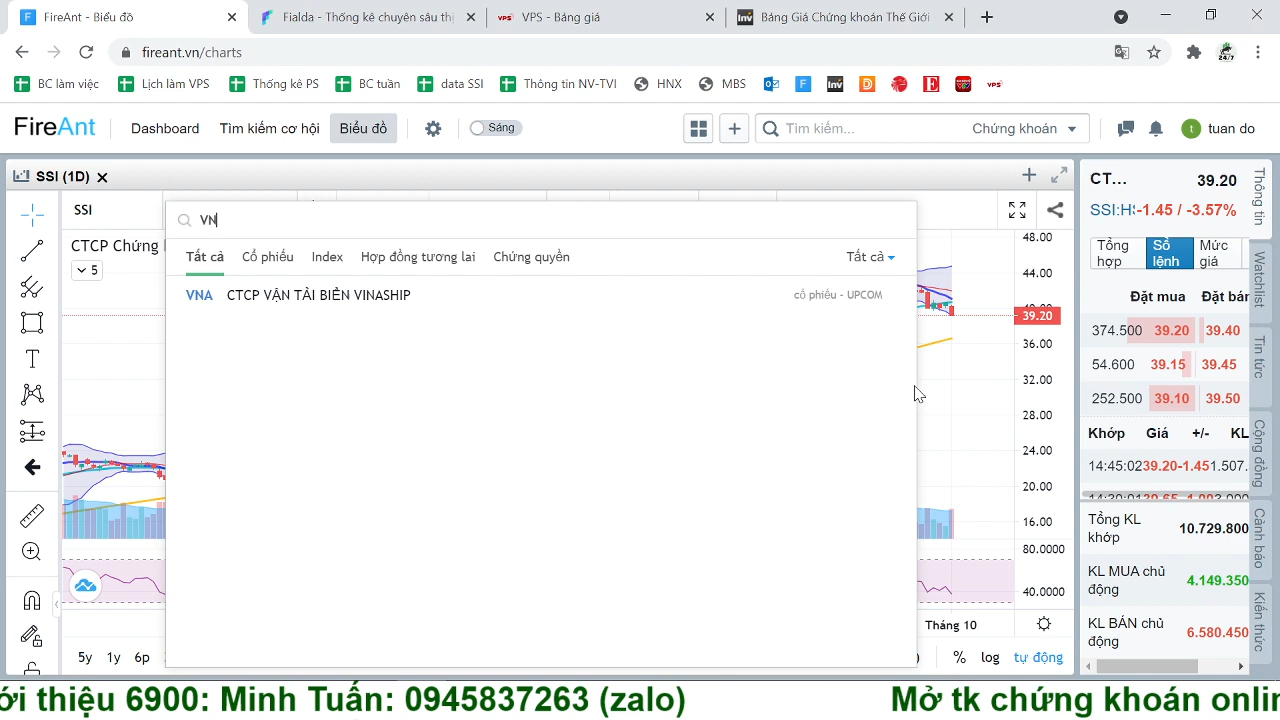 FireAnt - Biểu đồ
Fialda - Thống kê chuyên sâu thị
VPS - Bảng giá
Bảng Giá Chứng khoán Thế Giới
fireant.vn/charts
BC làm việc
Lịch làm VPS
Thống kê PS
BC tuần
data SSI
Thông tin NV-TVI
HNX
MBS
FireAnt
Dashboard
Tìm kiếm cơ hội
Biểu đồ
Sáng
Tìm kiếm...
Chứng khoán
tuan do
SSI (1D)
SSI
CTCP Chứng
5
VN
Tất cả
Cổ phiếu
Index
Hợp đồng tương lai
Chứng quyền
Tất cả
VNA CTCP VẬN TẢI BIỂN VINASHIP
cổ phiếu - UPCOM
48.00
44.00
39.20
36.00
32.00
28.00
24.00
20.00
16.00
80.0000
40.0000
Tháng 10
5y 1y 6p
% log tự động
CT... 39.20
SSI:H -1.45 / -3.57%
Tổng hợp
Sổ lệnh
Mức giá
Đặt mua Đặt bán
374.500 39.20 39.40
54.600 39.15 39.45
252.500 39.10 39.50
Khớp Giá +/- KL
14:45:02 39.20 -1.45 1.507.
Tổng KL khớp 10.729.800
KL MUA chủ động 4.149.350
KL BÁN chủ động 6.580.450
Thông tin
Watchlist
Tin tức
Cộng đồng
Cảnh báo
Kiến thức
ới thiệu 6900: Minh Tuấn: 0945837263 (zalo)
Mở tk chứng khoán onlin